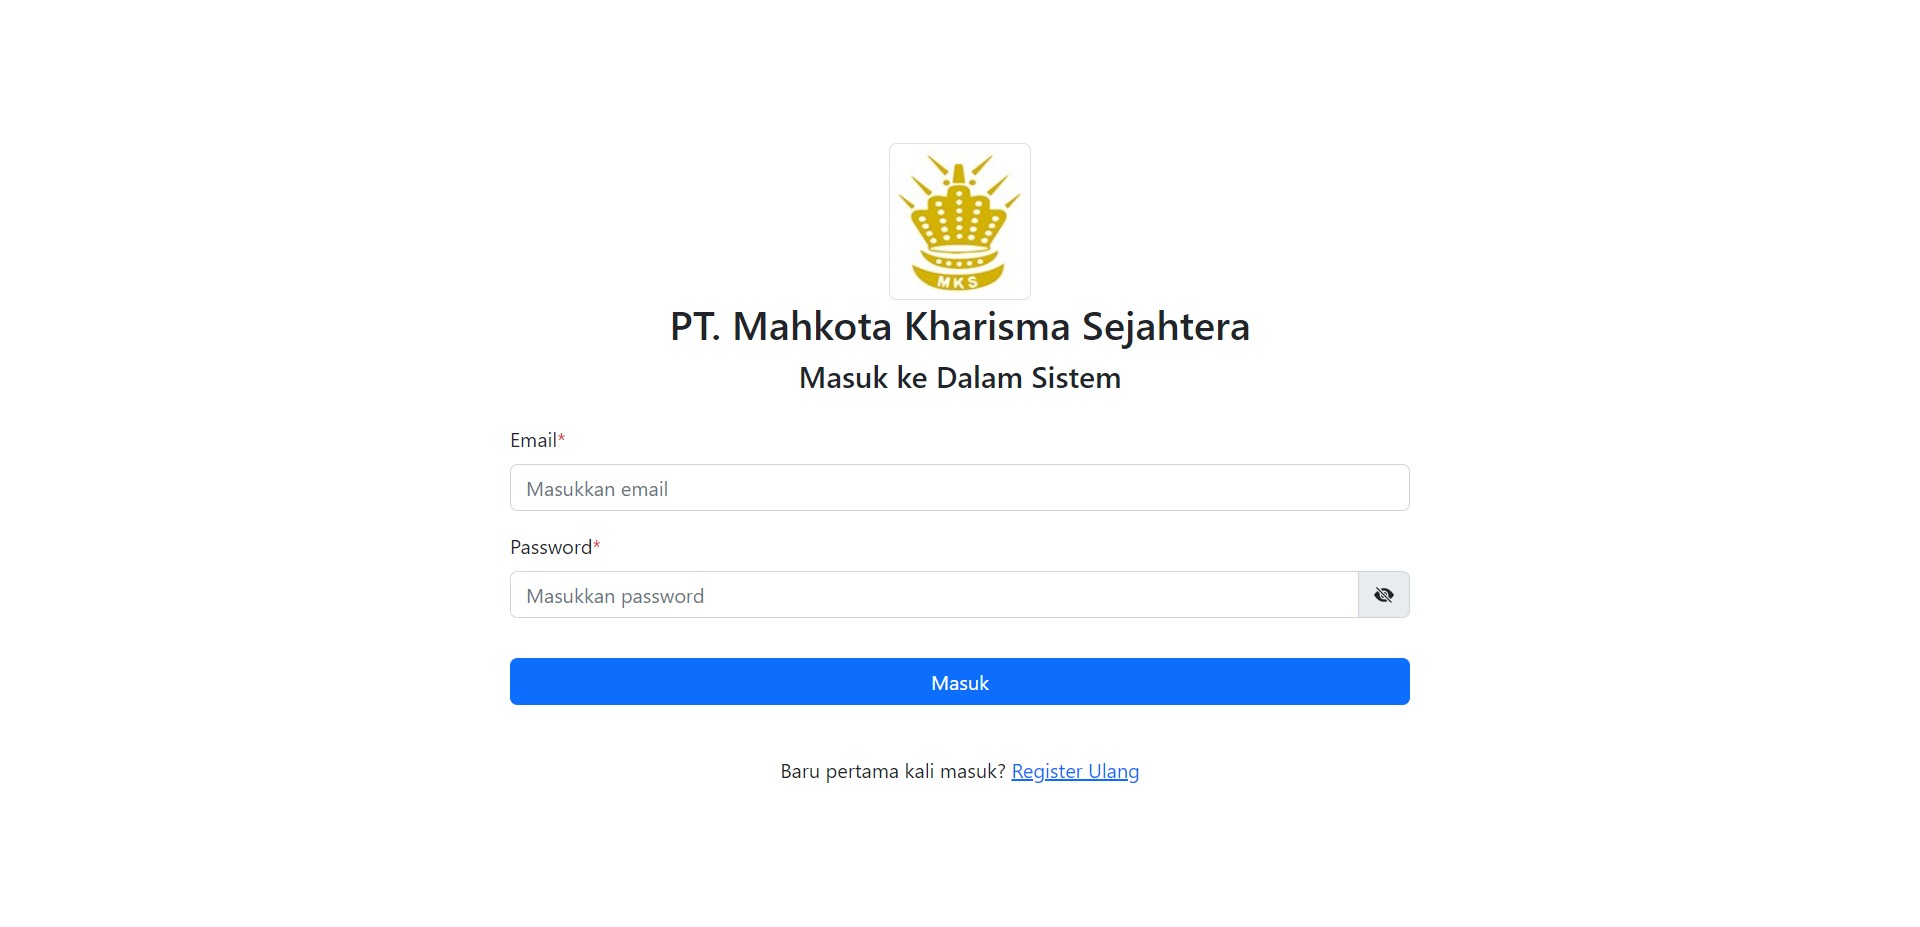 MKS
PT. Mahkota Kharisma Sejahtera
Masuk ke Dalam Sistem
Email*
Masukkan email
Password*
Masukkan password
Masuk
Baru pertama kali masuk? Register Ulang